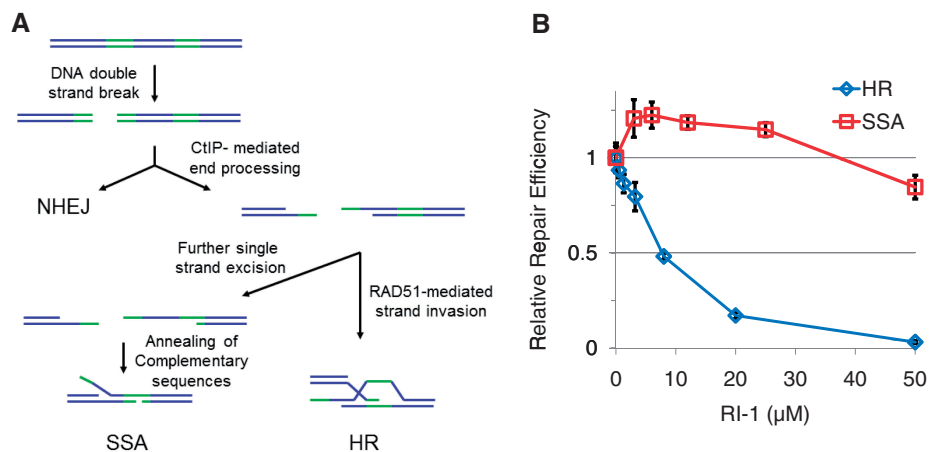 A
DNA double
strand break
CtIP- mediated
end processing
NHEJ
Further single
strand excision
RAD51-mediated
strand invasion
Annealing of
Complementary
sequences
SSA
HR
B
HR
SSA
Relative Repair Efficiency
1
0.5
0
0
10
20
30
40
50
RI-1 (µM)